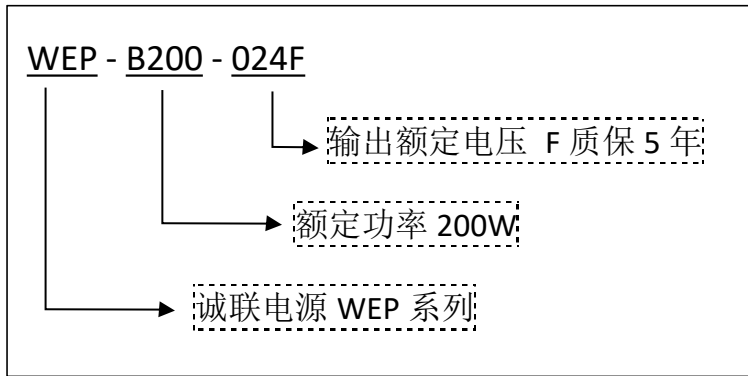 WEP - B200 - 024F
输出额定电压 F 质保 5 年
额定功率 200W
诚联电源 WEP 系列